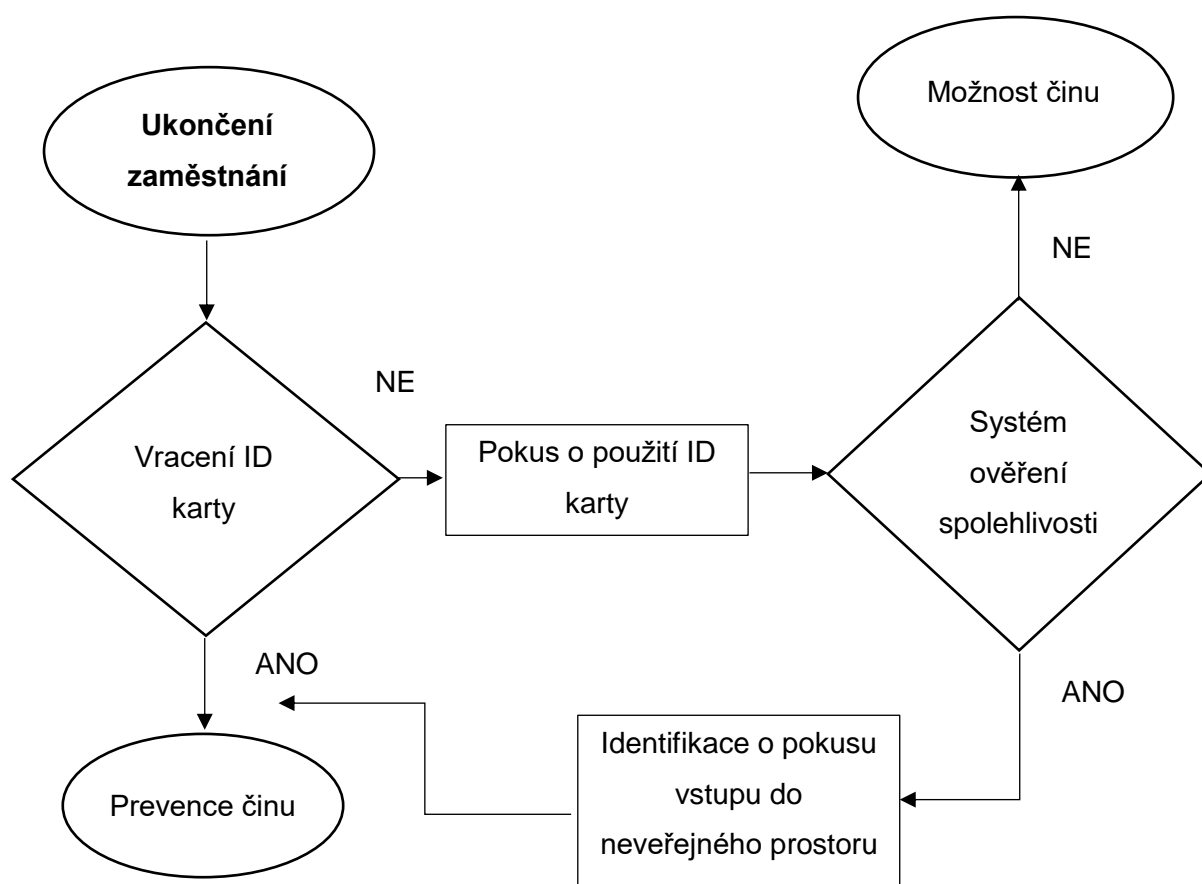 Ukončení
zaměstnání
Možnost činu
NE
NE
Vracení ID
karty
Pokus o použití ID
karty
Systém
ověření
spolehlivosti
ANO
ANO
Identifikace o pokusu
vstupu do
neveřejného prostoru
Prevence činu